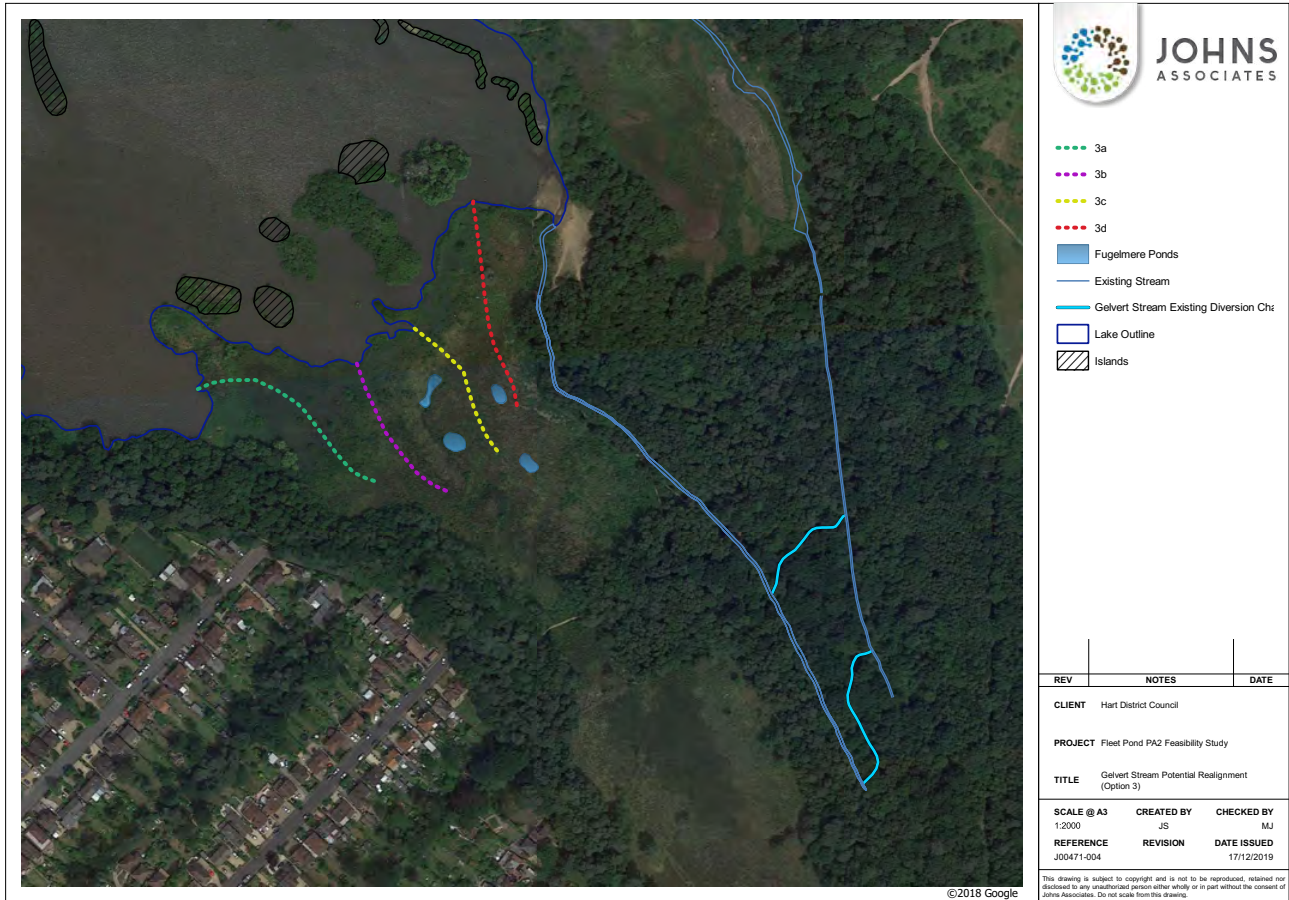 JOHNS
ASSOCIATES
3a
3b
3c
3d
Fugelmere Ponds
Existing Stream
Gelvert Stream Existing Diversion Cha
Lake Outline
Islands
REV NOTES DATE
CLIENT Hart District Council
PROJECT Fleet Pond PA2 Feasibility Study
TITLE Gelvert Stream Potential Realignment
(Option 3)
SCALE @ A3 CREATED BY CHECKED BY
1:2000 JS MJ
REFERENCE REVISION DATE ISSUED
J00471-004 17/12/2019
This drawing is subject to copyright and is not to be reproduced, retained nor
disclosed to any unauthorized person either wholly or in part without the consent of
Johns Associates. Do not scale from this drawing.
©2018 Google